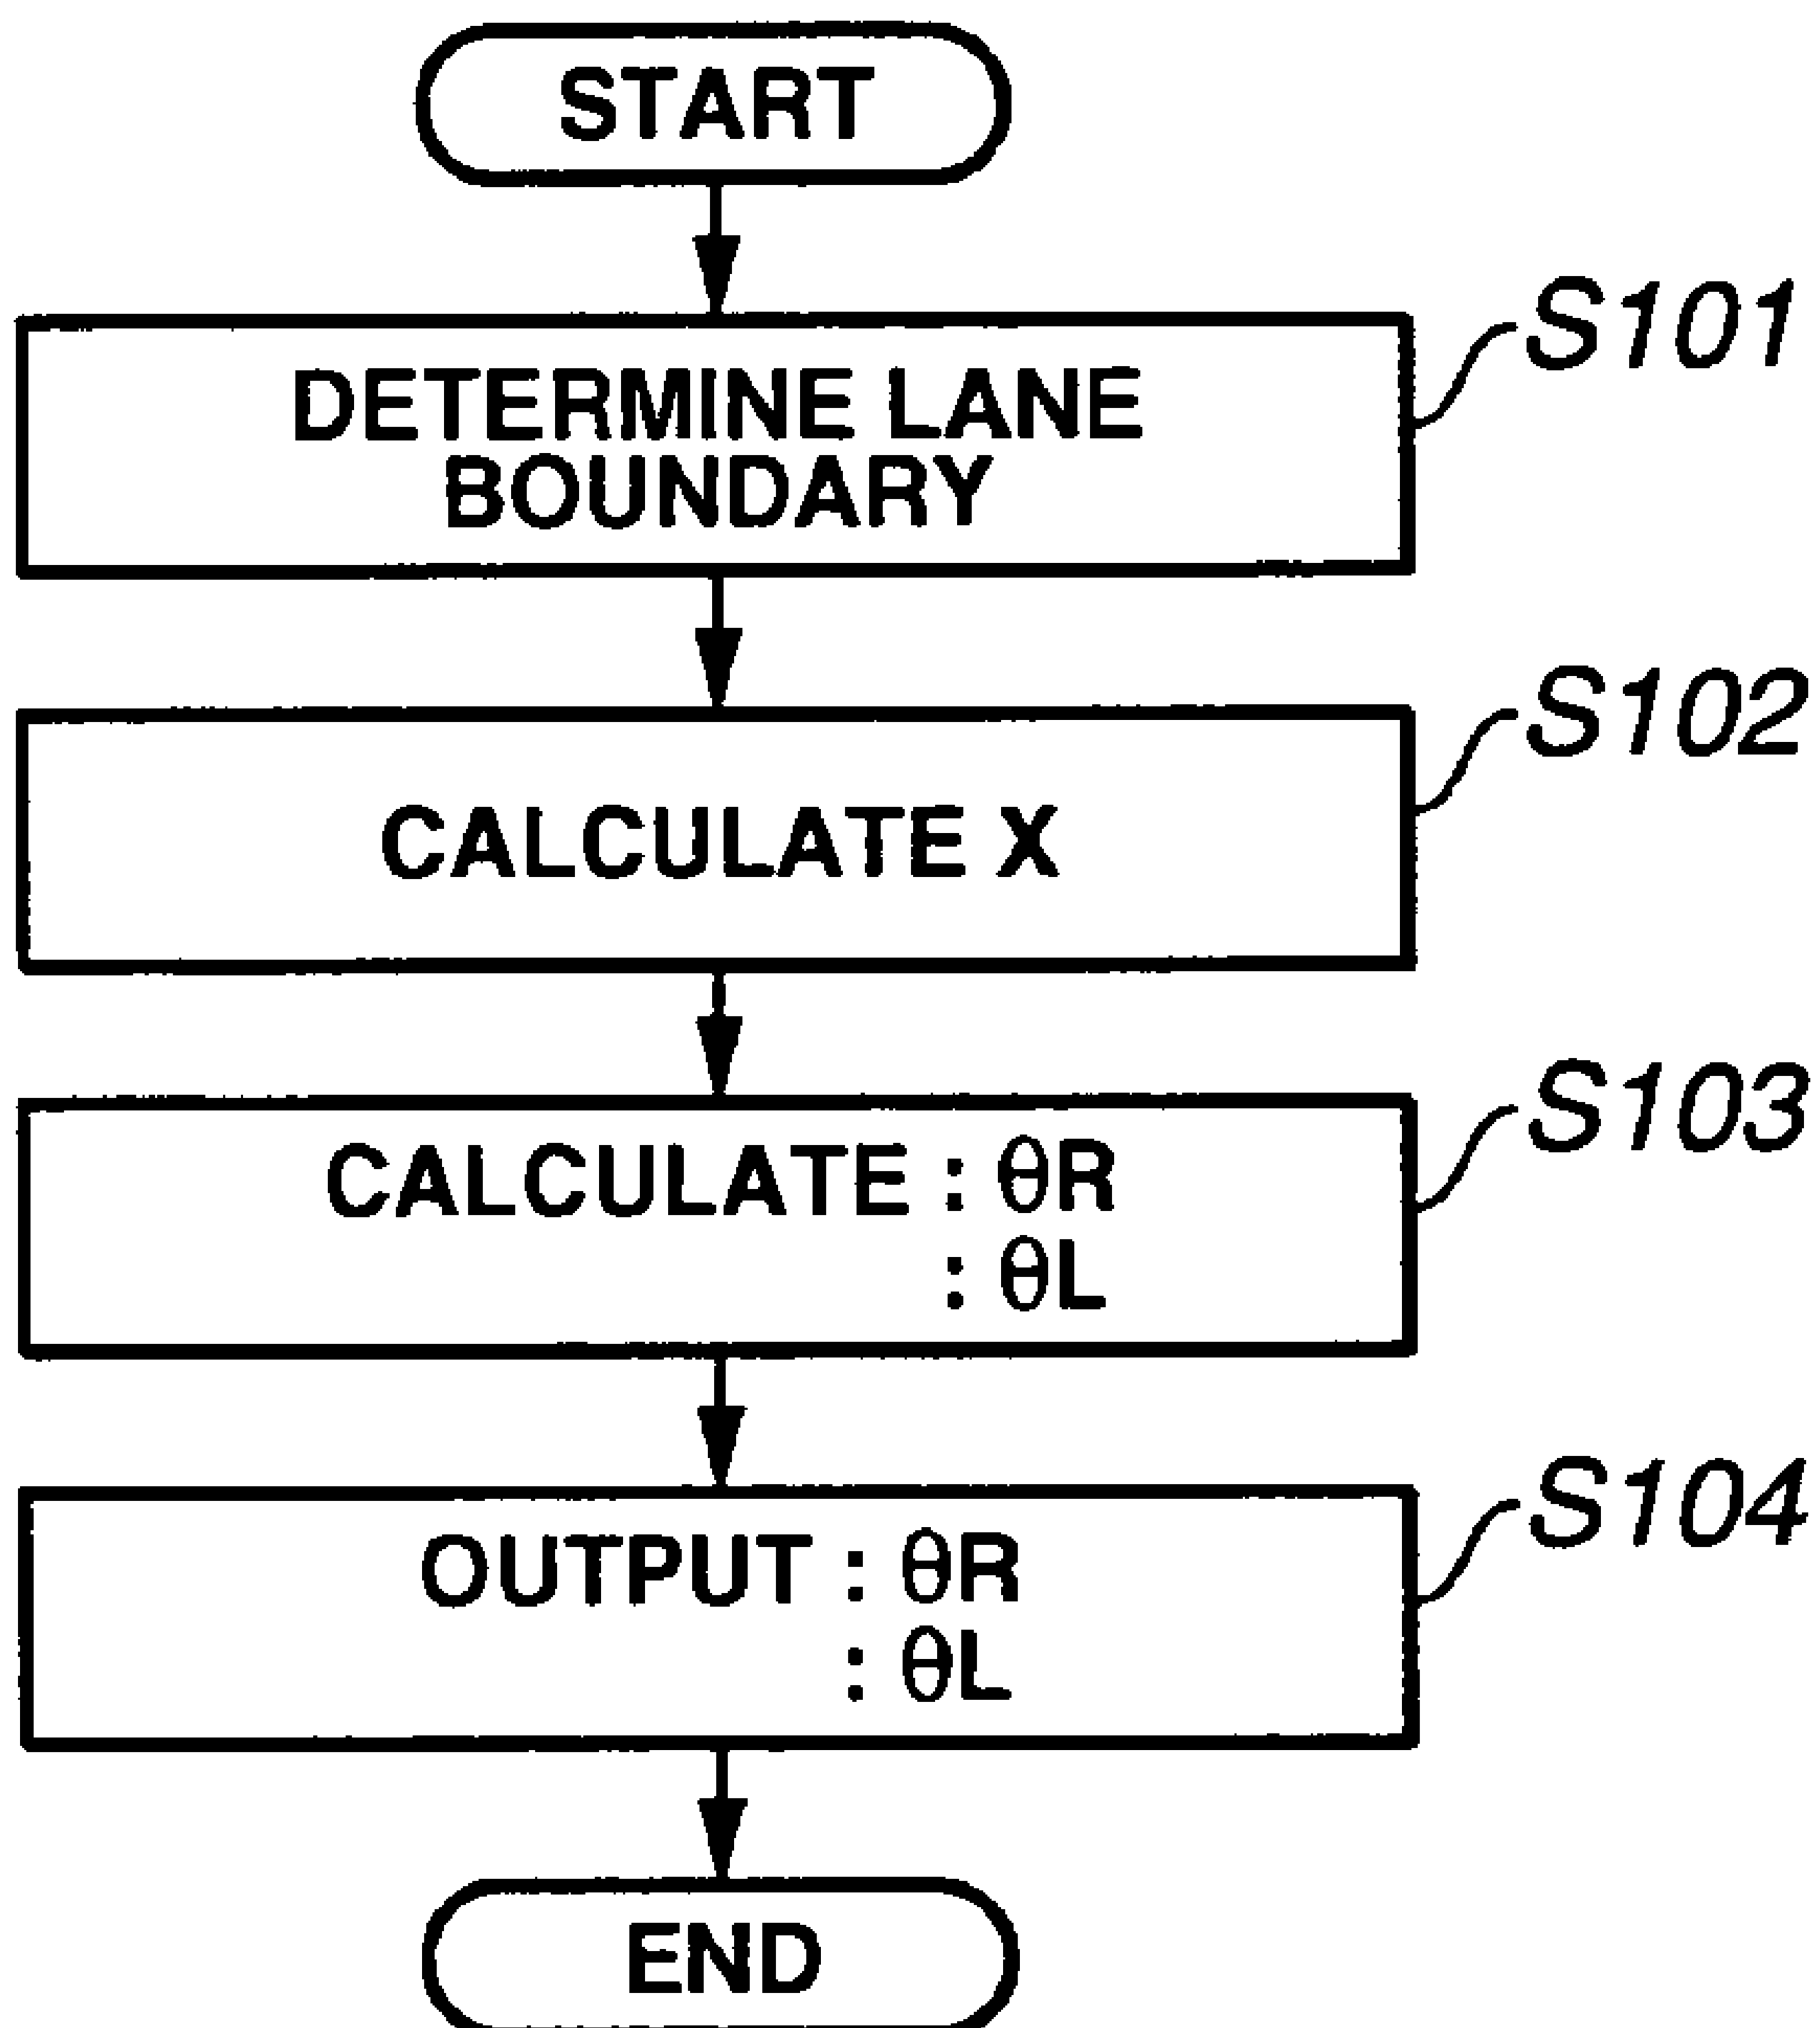 START
S101
DETERMINE LANE
BOUNDARY
S102
CALCULATE X
S103
CALCULATE : θR
: θL
S104
OUTPUT : θR
: θL
END